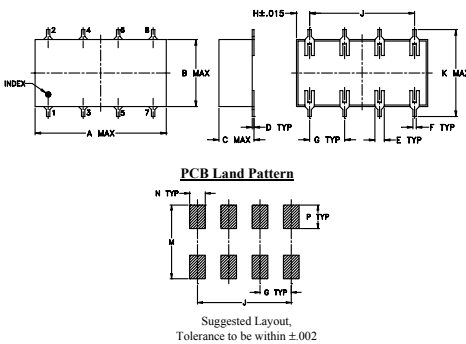 H±.015
J
2 4 6 8
B MAX
K MAX
INDEX
1 3 5 7
D TYP
F TYP
A MAX
C MAX
G TYP
E TYP
PCB Land Pattern
N TYP
P TYP
M
G TYP
J
Suggested Layout,
Tolerance to be within ±.002